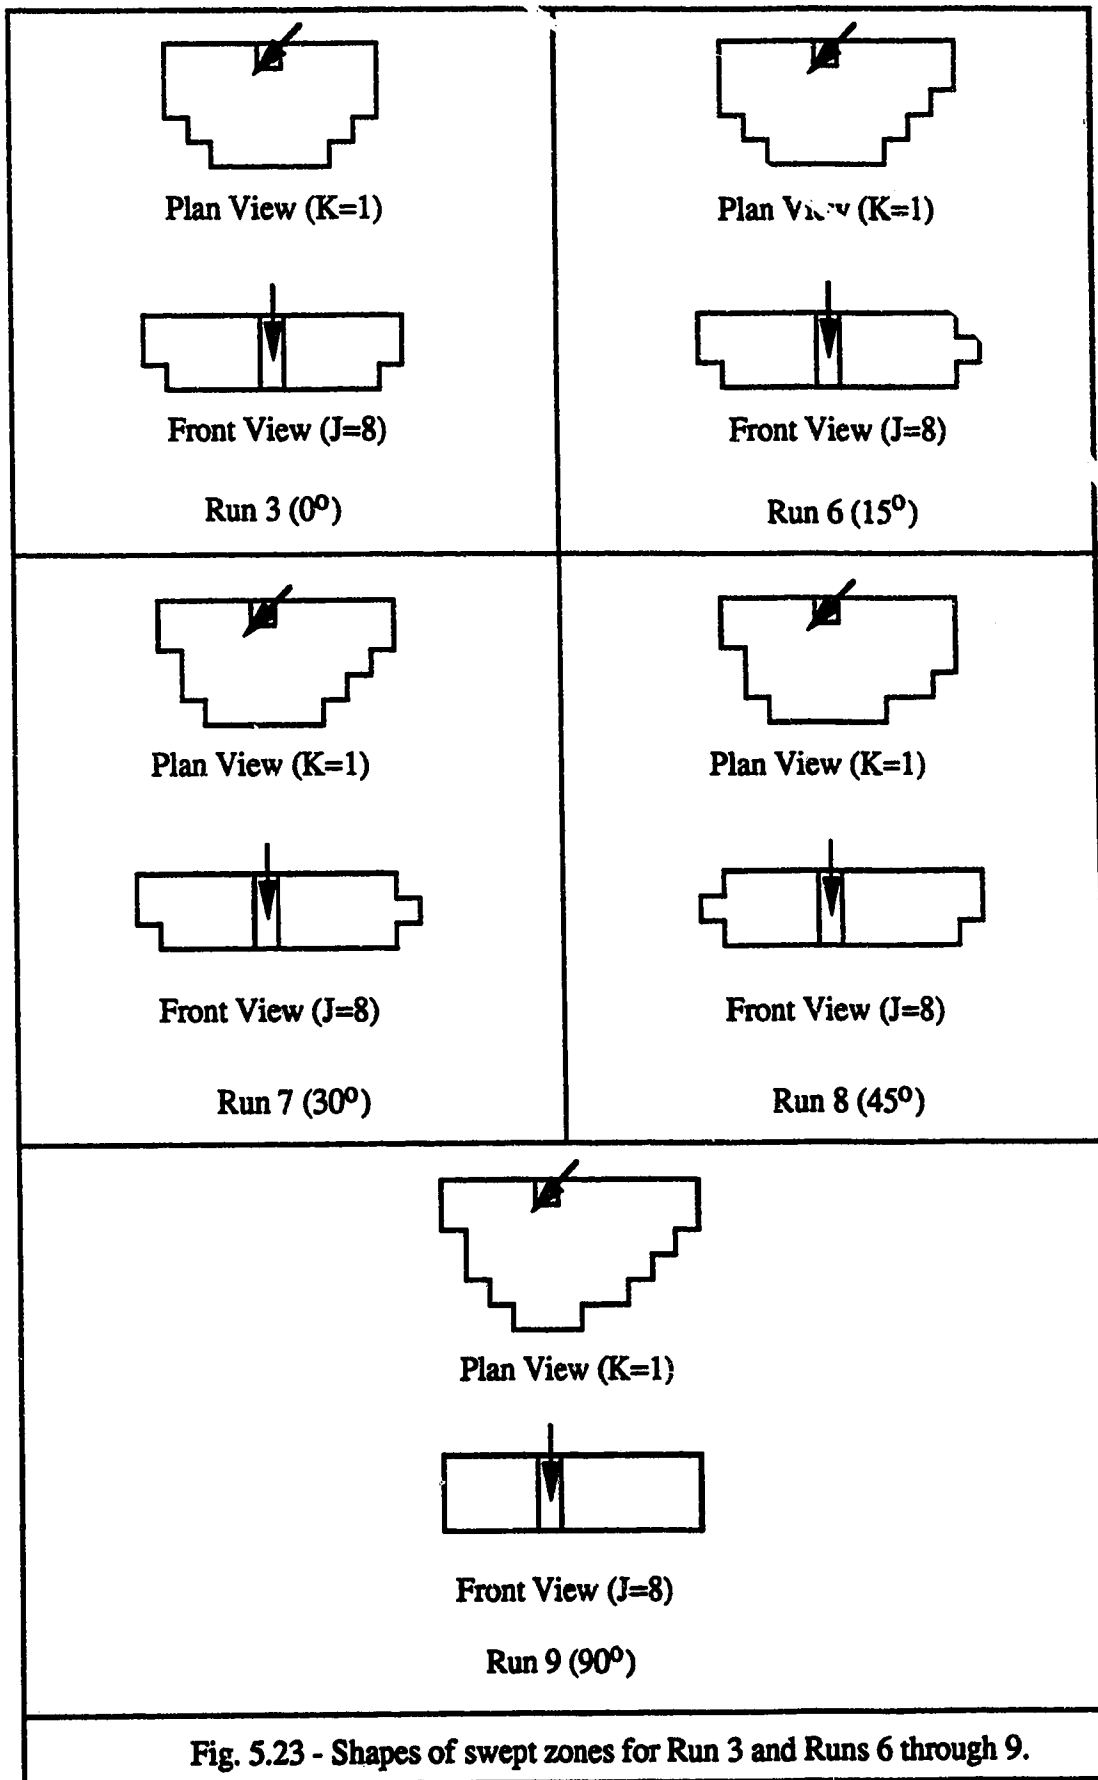 Plan View (K=1)
Front View (J=8)
Run 3 (0°)
Plan View (K=1)
Front View (J=8)
Run 6 (15°)
Plan View (K=1)
Front View (J=8)
Run 7 (30°)
Plan View (K=1)
Front View (J=8)
Run 8 (45°)
Plan View (K=1)
Front View (J=8)
Run 9 (90°)
Fig. 5.23 - Shapes of swept zones for Run 3 and Runs 6 through 9.